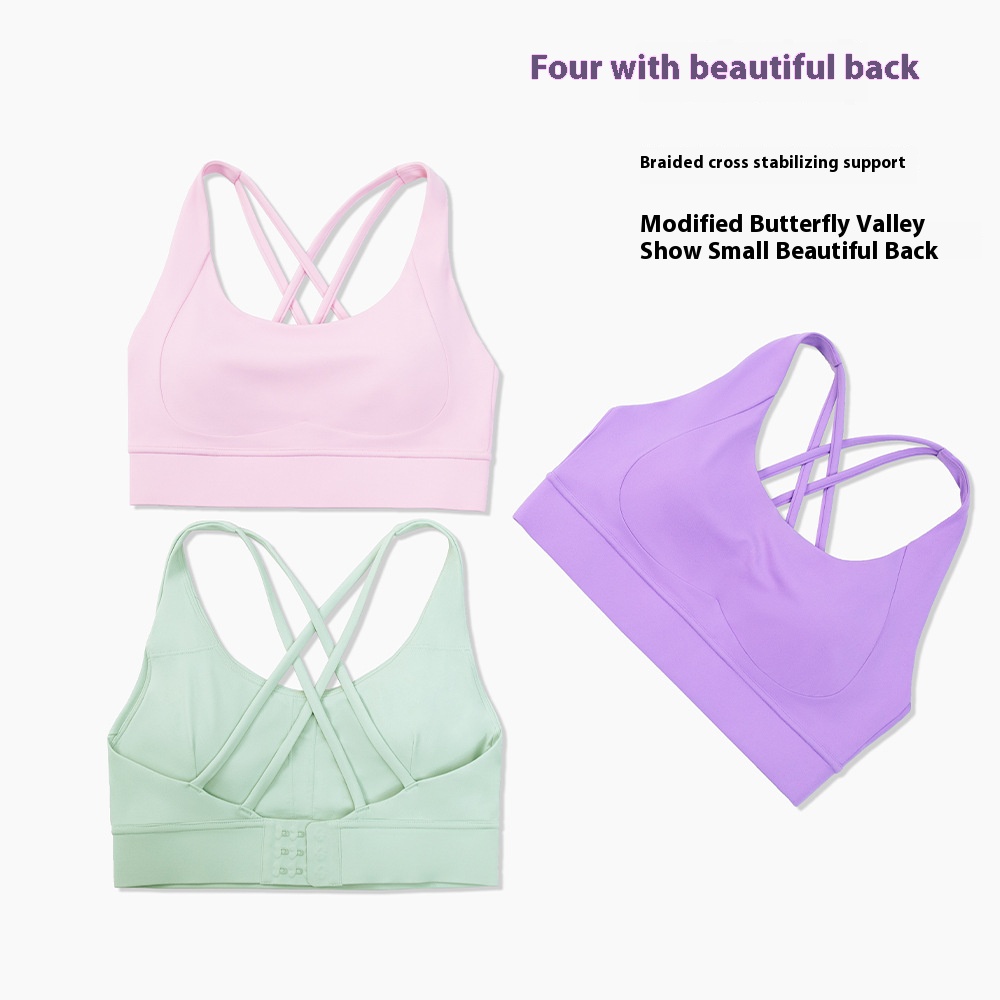 Four with beautiful back
Braided cross stabilizing support
Modified Butterfly Valley
Show Small Beautiful Back